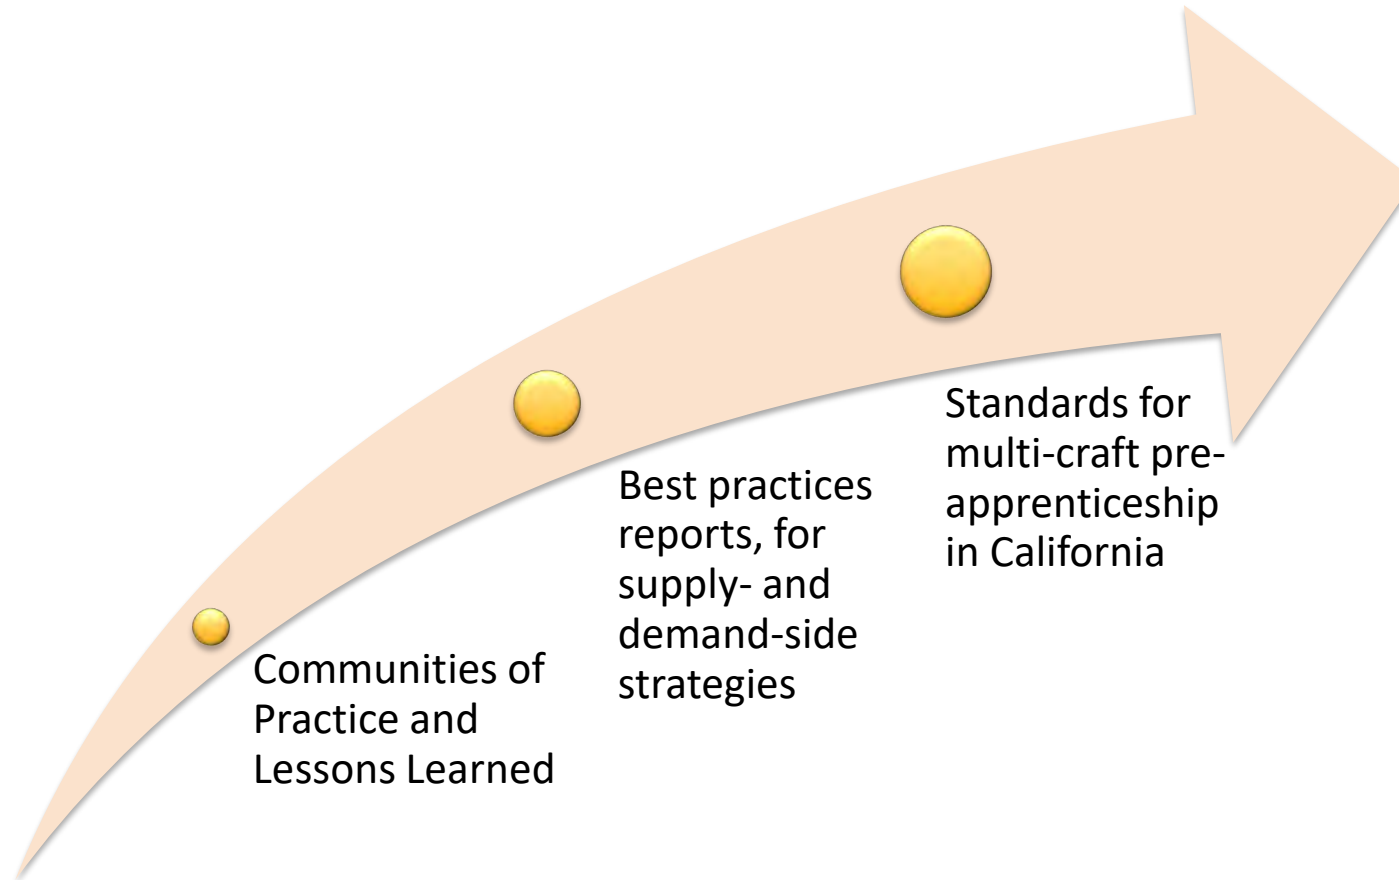 Communities of
Practice and
Lessons Learned
Best practices
reports, for
supply- and
demand-side
strategies
Standards for
multi-craft pre-
apprenticeship
in California